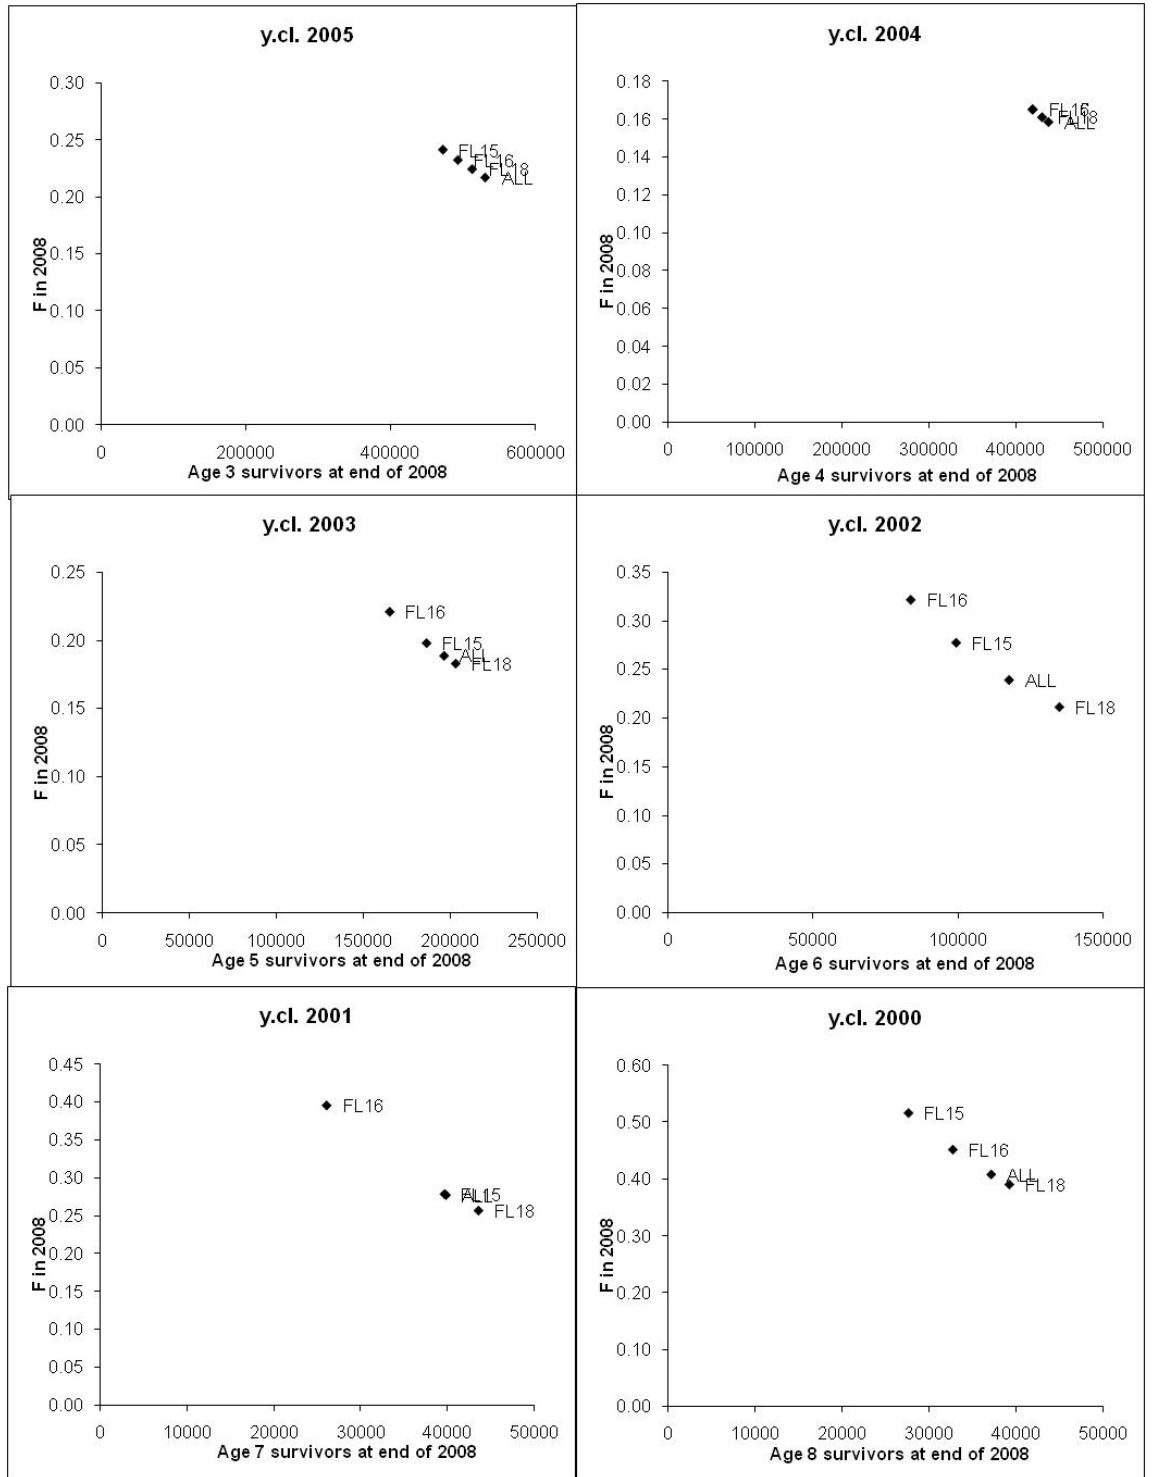 y.cl. 2005
0.30
0.25
0.20
0.15
0.10
0.05
0.00
F in 2008
FL15
FL16
FL18
ALL
0 200000 400000 600000
Age 3 survivors at end of 2008
y.cl. 2004
0.18
0.16
0.14
0.12
0.10
0.08
0.06
0.04
0.02
0.00
F in 2008
FL18
ALL
0 100000 200000 300000 400000 500000
Age 4 survivors at end of 2008
y.cl. 2003
0.25
0.20
0.15
0.10
0.05
0.00
F in 2008
FL16
FL15
ALL
FL18
0 50000 100000 150000 200000 250000
Age 5 survivors at end of 2008
y.cl. 2002
0.35
0.30
0.25
0.20
0.15
0.10
0.05
0.00
F in 2008
FL16
FL15
ALL
FL18
0 50000 100000 150000
Age 6 survivors at end of 2008
y.cl. 2001
0.45
0.40
0.35
0.30
0.25
0.20
0.15
0.10
0.05
0.00
F in 2008
FL16
FL15
ALL
FL18
0 10000 20000 30000 40000 50000
Age 7 survivors at end of 2008
y.cl. 2000
0.60
0.50
0.40
0.30
0.20
0.10
0.00
F in 2008
FL15
FL16
ALL
FL18
0 10000 20000 30000 40000 50000
Age 8 survivors at end of 2008